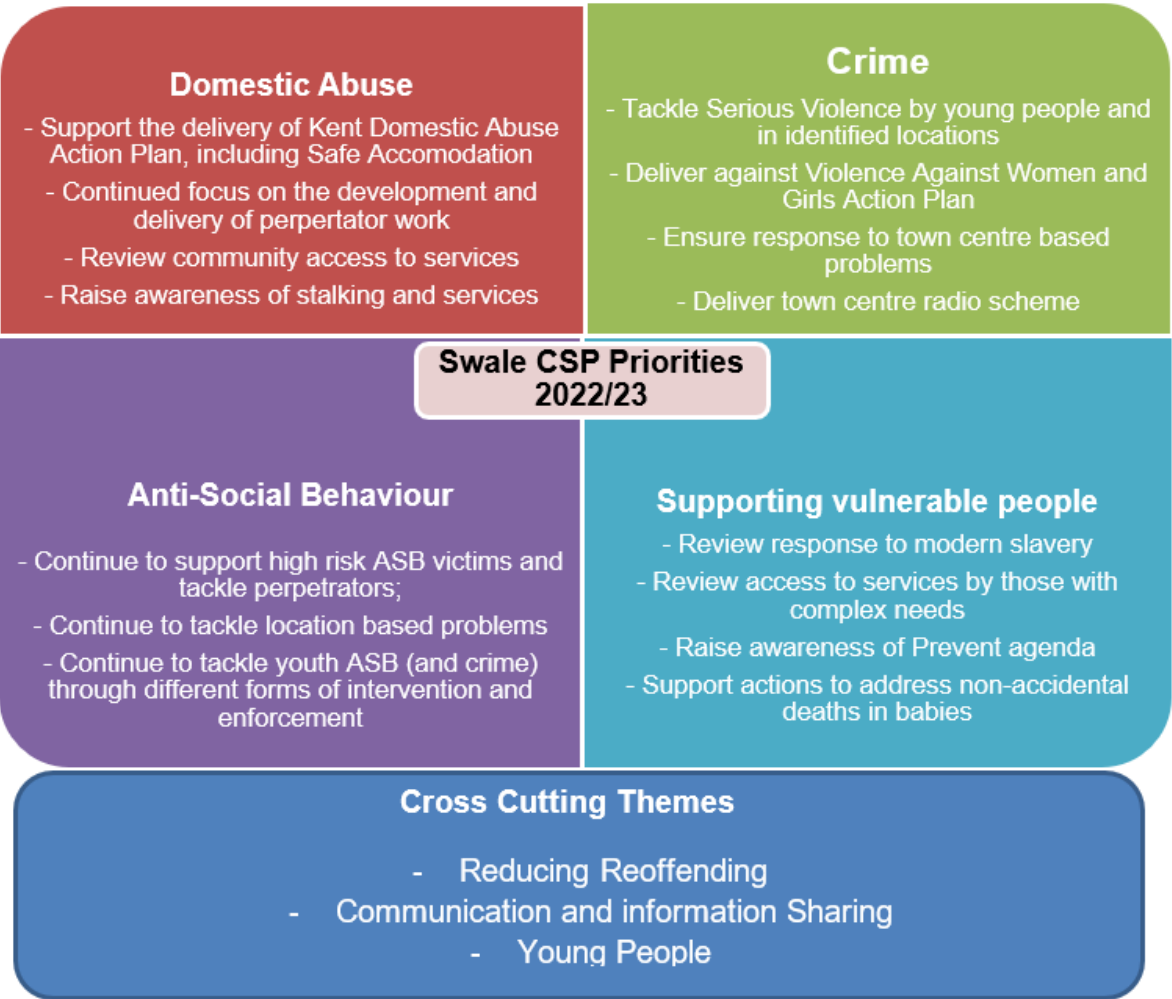 Domestic Abuse
- Support the delivery of Kent Domestic Abuse
Action Plan, including Safe Accomodation
- Continued focus on the development and
delivery of perpertator work
- Review community access to services
- Raise awareness of stalking and services
Crime
- Tackle Serious Violence by young people and
in identified locations
- Deliver against Violence Against Women and
Girls Action Plan
- Ensure response to town centre based
problems
- Deliver town centre radio scheme
Swale CSP Priorities
2022/23
Anti-Social Behaviour
- Continue to support high risk ASB victims and
tackle perpetrators;
- Continue to tackle location based problems
- Continue to tackle youth ASB (and crime)
through different forms of intervention and
enforcement
Supporting vulnerable people
- Review response to modern slavery
- Review access to services by those with
complex needs
- Raise awareness of Prevent agenda
- Support actions to address non-accidental
deaths in babies
Cross Cutting Themes
- Reducing Reoffending
- Communication and information Sharing
- Young People